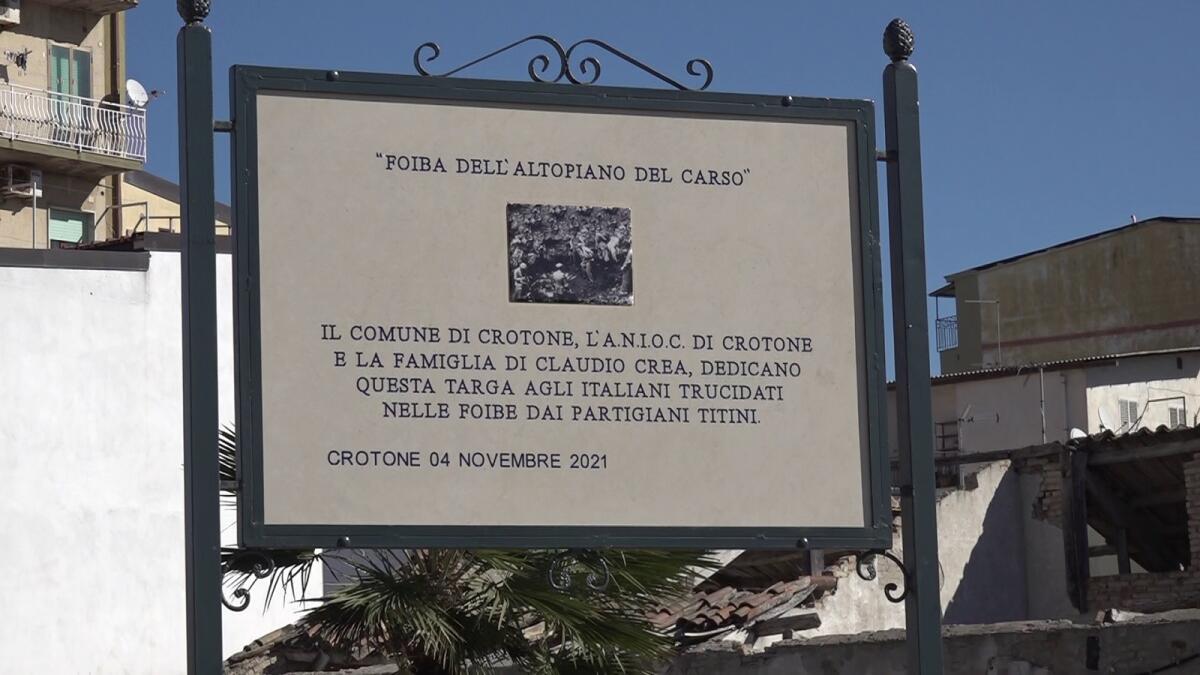 "FOIBA DELL`ALTOPIANO DEL CARSO"
IL COMUNE DI CROTONE, L`A.N.I.O.C. DI CROTONE
E LA FAMIGLIA DI CLAUDIO CREA, DEDICANO
QUESTA TARGA AGLI ITALIANI TRUCIDATI
NELLE FOIBE DAI PARTIGIANI TITINI.
CROTONE 04 NOVEMBRE 2021